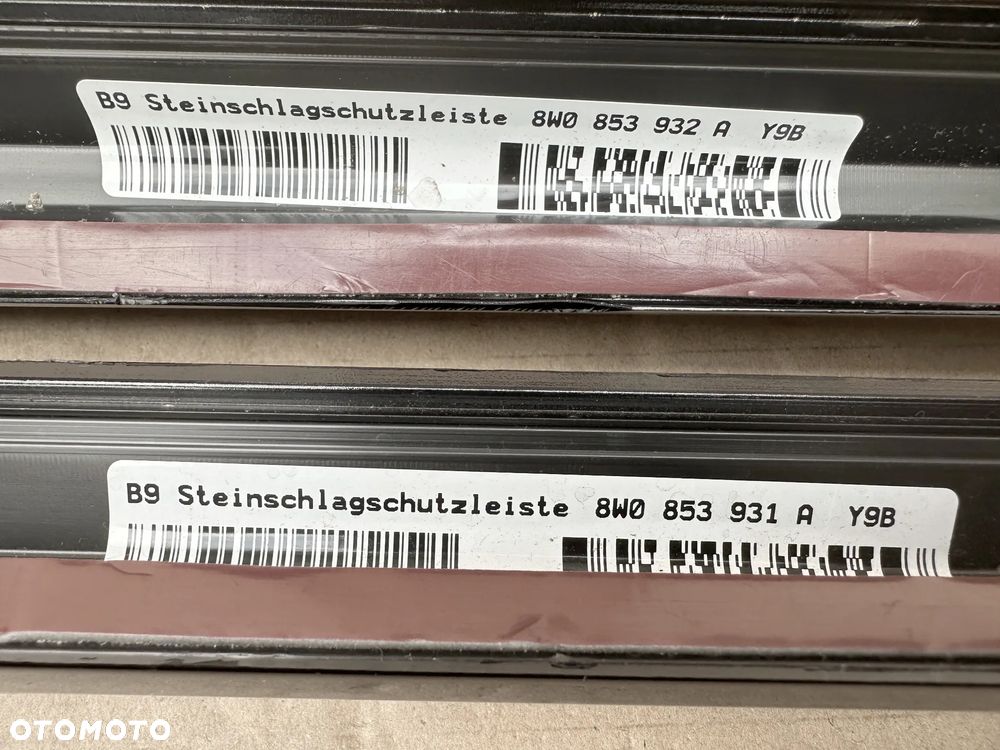 B9 Steinschlagschutzleiste 8W0 853 932 A Y9B
B9 Steinschlagschutzleiste 8W0 853 931 A Y9B
OTOMOTO